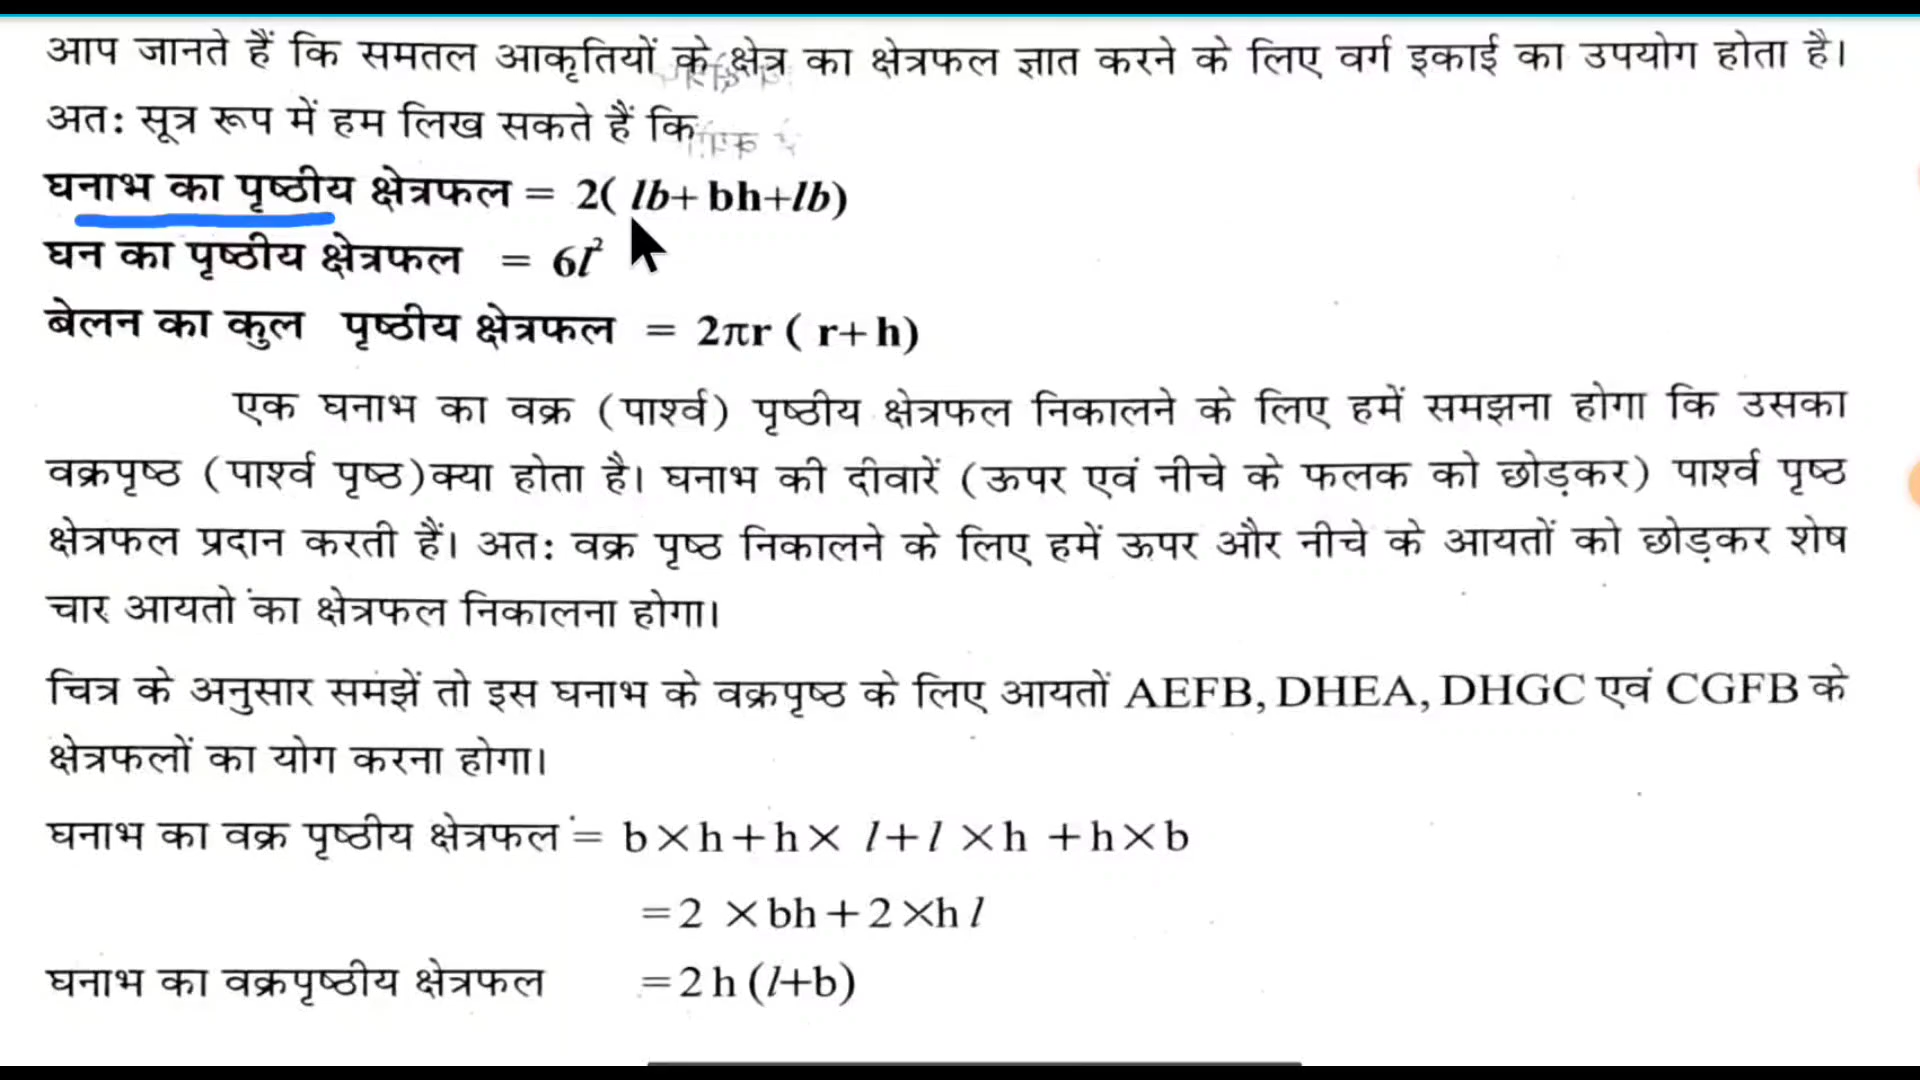 आप जानते हैं कि समतल आकृतियों के क्षेत्र का क्षेत्रफल ज्ञात करने के लिए वर्ग इकाई का उपयोग होता है।
अतः सूत्र रूप में हम लिख सकते हैं कि
घनाभ का पृष्ठीय क्षेत्रफल = 2( lb+ bh+lb)
घन का पृष्ठीय क्षेत्रफल = 6l²
बेलन का कुल पृष्ठीय क्षेत्रफल = 2πr ( r+h)
एक घनाभ का वक्र (पार्श्व) पृष्ठीय क्षेत्रफल निकालने के लिए हमें समझना होगा कि उसका
वक्रपृष्ठ (पार्श्व पृष्ठ)क्या होता है। घनाभ की दीवारें (ऊपर एवं नीचे के फलक को छोड़कर) पार्श्व पृष्ठ
क्षेत्रफल प्रदान करती हैं। अतः वक्र पृष्ठ निकालने के लिए हमें ऊपर और नीचे के आयतों को छोड़कर शेष
चार आयतों का क्षेत्रफल निकालना होगा।
चित्र के अनुसार समझें तो इस घनाभ के वक्रपृष्ठ के लिए आयतों AEFB, DHEA, DHGC एवं CGFB के
क्षेत्रफलों का योग करना होगा।
घनाभ का वक्र पृष्ठीय क्षेत्रफल = b×h+h× l+l ×h +h×b
=2 ×bh+2×h l
घनाभ का वक्रपृष्ठीय क्षेत्रफल =2h (l+b)